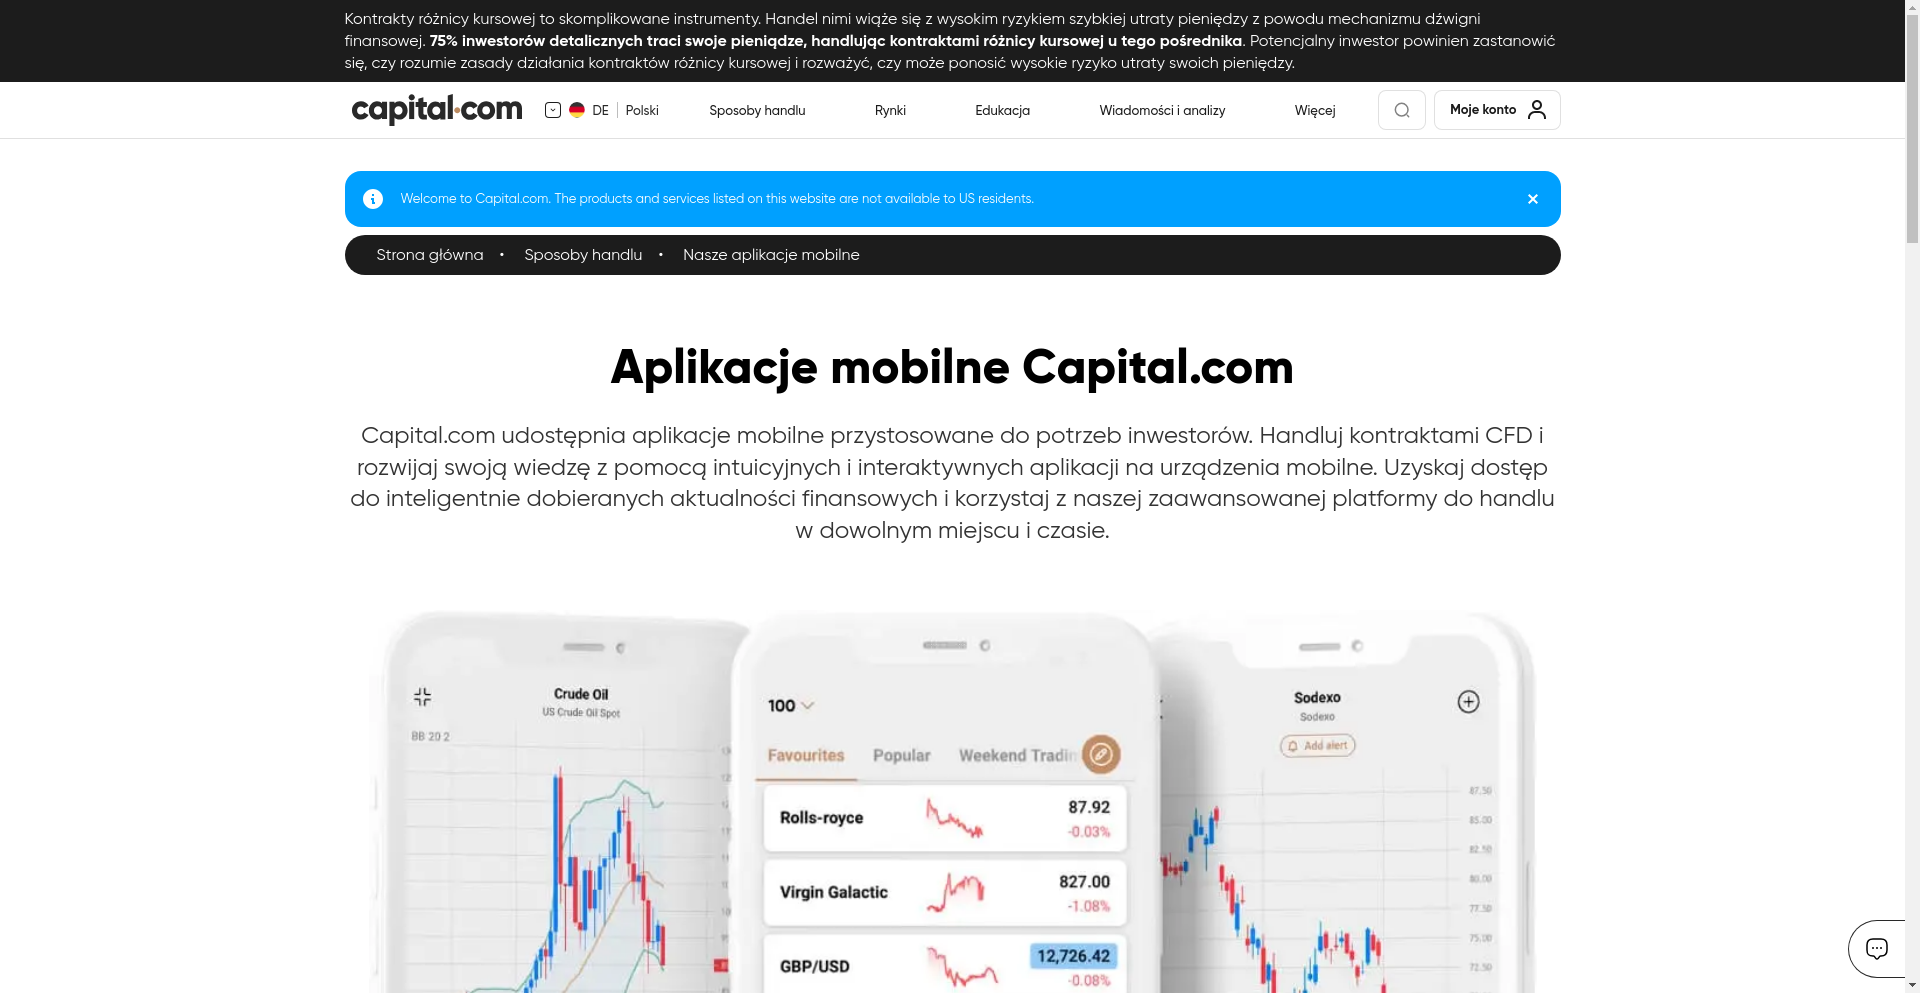 Kontrakty różnicy kursowej to skomplikowane instrumenty. Handel nimi wiąże się z wysokim ryzykiem szybkiej utraty pieniędzy z powodu mechanizmu dźwigni
finansowej. 75% inwestorów detalicznych traci swoje pieniądze, handlując kontraktami różnicy kursowej u tego pośrednika. Potencjalny inwestor powinien zastanowić
się, czy rozumie zasady działania kontraktów różnicy kursowej i rozważyć, czy może ponosić wysokie ryzyko utraty swoich pieniędzy.
capital.com DE Polski Sposoby handlu Rynki Edukacja Wiadomości i analizy Więcej Moje konto
Welcome to Capital.com. The products and services listed on this website are not available to US residents.
Strona główna • Sposoby handlu • Nasze aplikacje mobilne
Aplikacje mobilne Capital.com
Capital.com udostępnia aplikacje mobilne przystosowane do potrzeb inwestorów. Handluj kontraktami CFD i
rozwijaj swoją wiedzę z pomocą intuicyjnych i interaktywnych aplikacji na urządzenia mobilne. Uzyskaj dostęp
do inteligentnie dobieranych aktualności finansowych i korzystaj z naszej zaawansowanej platformy do handlu
w dowolnym miejscu i czasie.
Crude Oil
US Crude Oil Spot
BB 20 2
100
Favourites Popular Weekend Tradin
Rolls-royce 87.92
-0.03%
Virgin Galactic 827.00
-1.08%
GBP/USD 12,726.42
-0.08%
Sodexo
Sodexo
Add alert
87.50
85.00
82.50
80.00
77.50
75.00
72.50